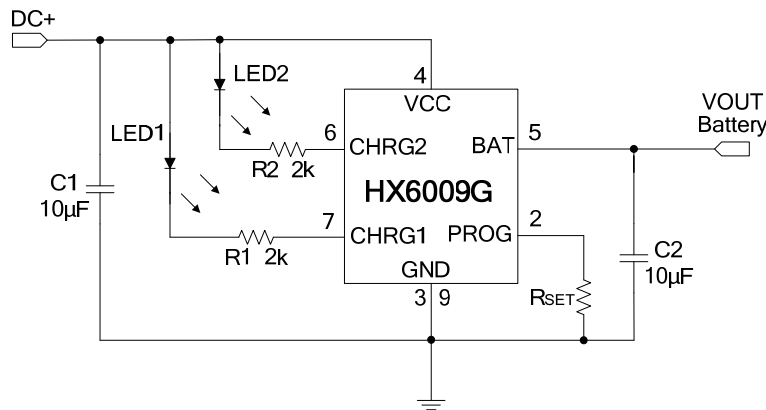 DC+
LED2
4
VCC
VOUT
Battery
LED1
6
CHRG2
BAT
5
R2 2k
C1
10µF
HX6009G
7
CHRG1
PROG
2
R1 2k
C2
10µF
GND
RSET
3 9